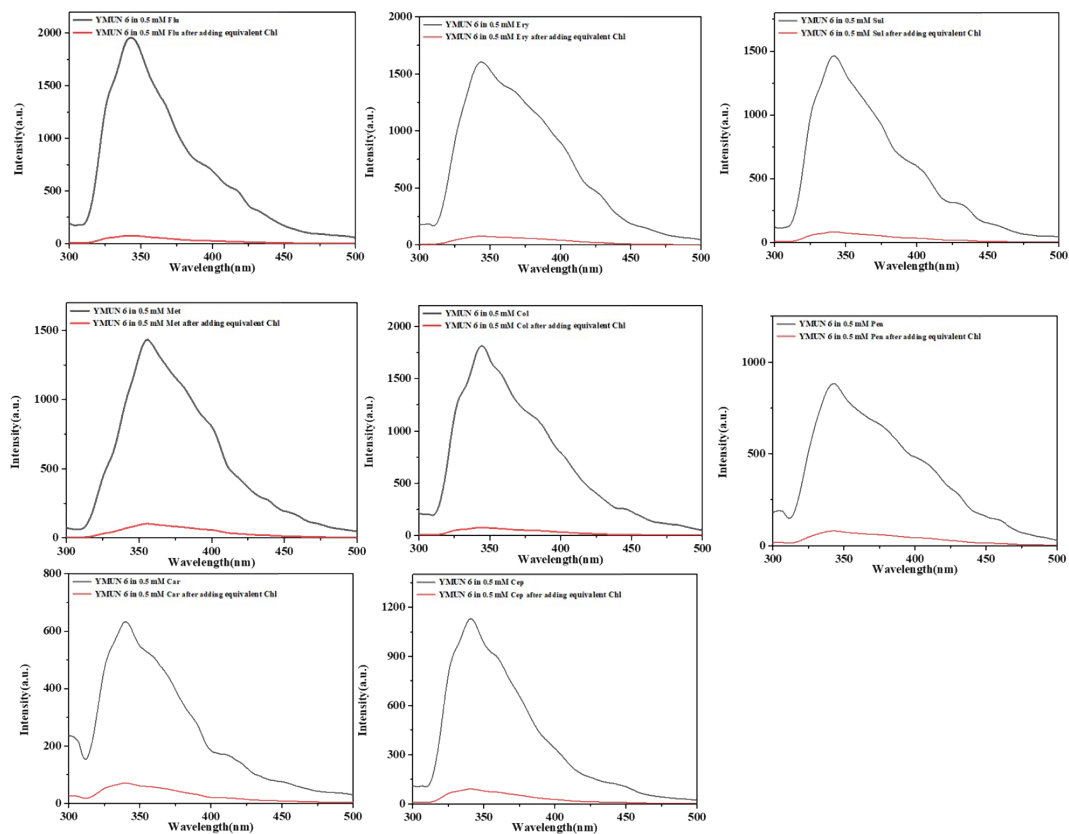 YMUN 6 in 0.5 mM Flu
YMUN 6 in 0.5 mM Flu after adding equivalent Chl
2000
1500
1000
500
0
Intensity(a.u.)
300 350 400 450 500
Wavelength(nm)
YMUN 6 in 0.5 mM Ery
YMUN 6 in 0.5 mM Ery after adding equivalent Chl
2000
1500
1000
500
0
Intensity(a.u.)
300 350 400 450 500
Wavelength(nm)
YMUN 6 in 0.5 mM Sul
YMUN 6 in 0.5 mM Sul after adding equivalent Chl
1500
1000
500
0
Intensity(a.u.)
300 350 400 450 500
Wavelength(nm)
YMUN 6 in 0.5 mM Met
YMUN 6 in 0.5 mM Met after adding equivalent Chl
1500
1000
500
0
Intensity(a.u.)
300 350 400 450 500
Wavelength(nm)
YMUN 6 in 0.5 mM Col
YMUN 6 in 0.5 mM Col after adding equivalent Chl
2000
1500
1000
500
0
Intensity(a.u.)
300 350 400 450 500
Wavelength(nm)
YMUN 6 in 0.5 mM Pen
YMUN 6 in 0.5 mM Pen after adding equivalent Chl
1000
500
0
Intensity(a.u.)
300 350 400 450 500
Wavelength(nm)
YMUN 6 in 0.5 mM Car
YMUN 6 in 0.5 mM Car after adding equivalent Chl
800
600
400
200
0
Intensity(a.u.)
300 350 400 450 500
Wavelength(nm)
YMUN 6 in 0.5 mM Cep
YMUN 6 in 0.5 mM Cep after adding equivalent Chl
1200
900
600
300
0
Intensity(a.u.)
300 350 400 450 500
Wavelength(nm)